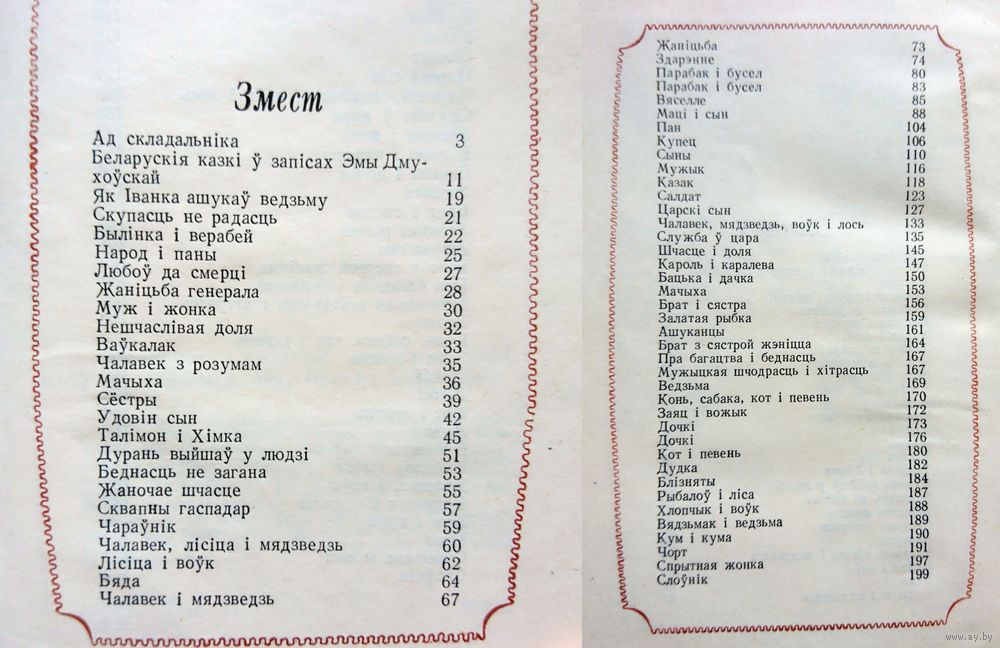 Змест
Ад складальніка 3
Беларускія казкі ў запісах Эмы Дму-
хоўскай 11
Як Іванка ашукаў ведзьму 19
Скупасць не радасць 21
Былінка і верабей 22
Народ і паны 25
Любоў да смерці 27
Жаніцьба генерала 28
Муж і жонка 30
Нешчаслівая доля 32
Ваўкалак 33
Чалавек з розумам 35
Мачыха 36
Сёстры 39
Удовін сын 42
Талімон і Хімка 45
Дурань выйшаў у людзі 51
Беднасць не загана 53
Жаночае шчасце 55
Сквапны гаспадар 57
Чараўнік 59
Чалавек, лісіца і мядзведзь 60
Лісіца і воўк 62
Бяда 64
Чалавек і мядзведзь 67
Жаніцьба 73
Здарэнне 74
Парабак і бусел 80
Парабак і бусел 83
Вяселле 85
Маці і сын 88
Пан 104
Купец 106
Сыны 110
Мужык 116
Казак 118
Салдат 123
Царскі сын 127
Чалавек, мядзведзь, воўк і лось 133
Служба ў цара 135
Шчасце і доля 145
Кароль і каралева 147
Бацька і дачка 150
Мачыха 153
Брат і сястра 156
Залатая рыбка 159
Ашуканцы 161
Брат з сястрой жэніцца 164
Пра багацтва і беднасць 167
Мужыцкая шчодрасць і хітрасць 167
Ведзьма 169
Конь, сабака, кот і певень 170
Заяц і вожык 172
Дочкі 173
Дочкі 176
Кот і певень 180
Дудка 182
Блізняты 184
Рыбалоў і ліса 187
Хлопчык і воўк 188
Вядзьмак і ведзьма 189
Кум і кума 190
Чорт 191
Спрытная жонка 197
Слоўнік 199
www.ay.by